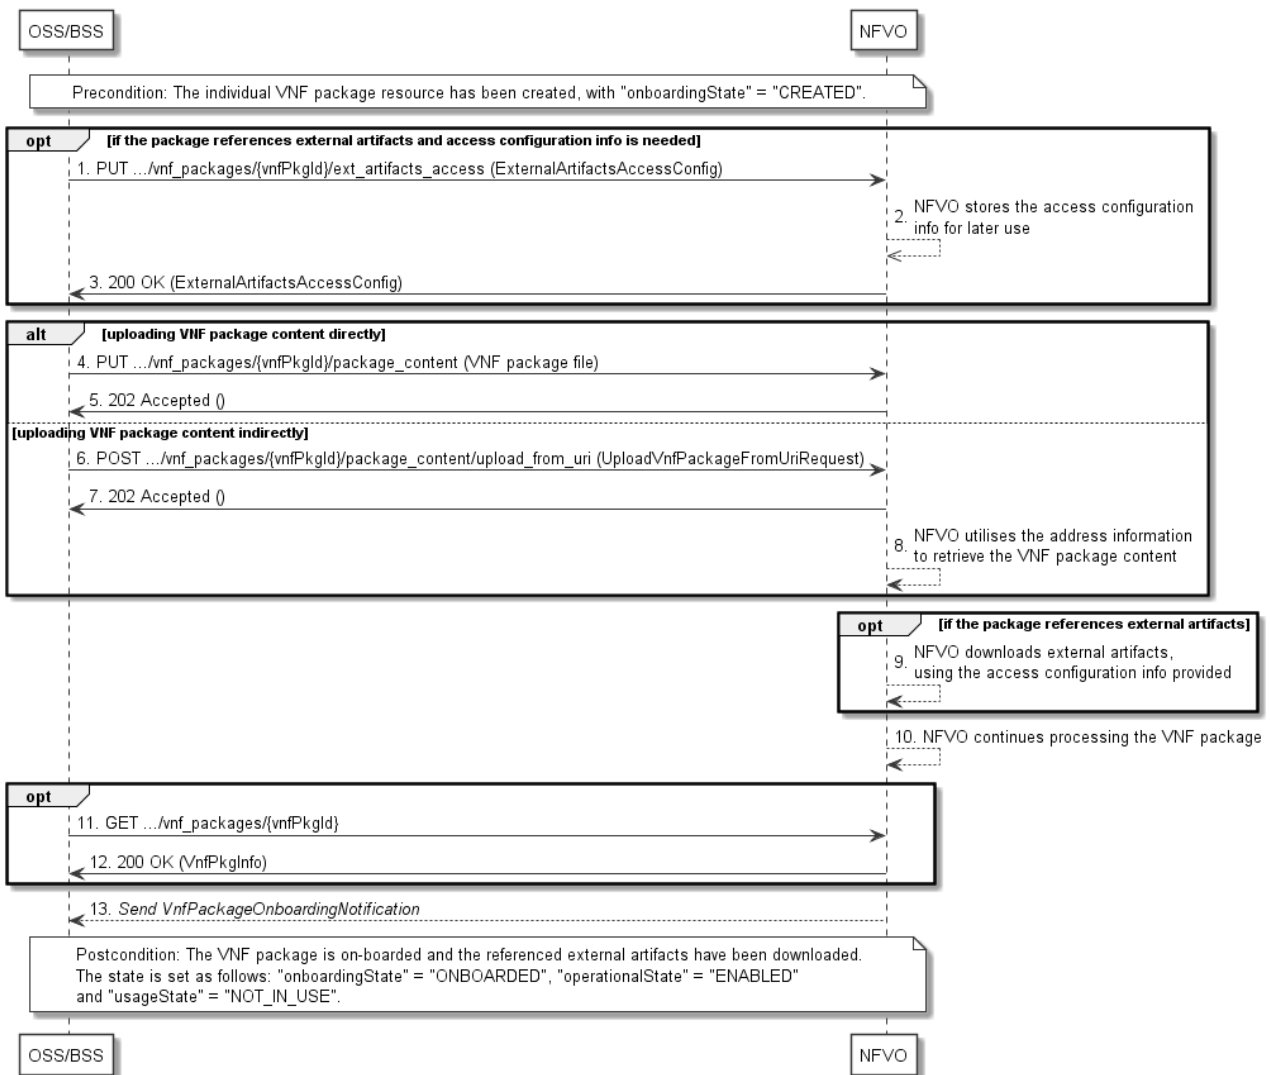 OSS/BSS
NFVO
Precondition: The individual VNF package resource has been created, with "onboardingState" = "CREATED".
opt
[if the package references external artifacts and access configuration info is needed]
1. PUT .../vnf_packages/{vnfPkgId}/ext_artifacts_access (ExternalArtifactsAccessConfig)
2. NFVO stores the access configuration
info for later use
3. 200 OK (ExternalArtifactsAccessConfig)
alt
[uploading VNF package content directly]
4. PUT .../vnf_packages/{vnfPkgId}/package_content (VNF package file)
5. 202 Accepted ()
[uploading VNF package content indirectly]
6. POST .../vnf_packages/{vnfPkgId}/package_content/upload_from_uri (UploadVnfPackageFromUriRequest)
7. 202 Accepted ()
8. NFVO utilises the address information
to retrieve the VNF package content
opt
[if the package references external artifacts]
9. NFVO downloads external artifacts,
using the access configuration info provided
10. NFVO continues processing the VNF package
opt
11. GET .../vnf_packages/{vnfPkgId}
12. 200 OK (VnfPkgInfo)
13. Send VnfPackageOnboardingNotification
Postcondition: The VNF package is on-boarded and the referenced external artifacts have been downloaded.
The state is set as follows: "onboardingState" = "ONBOARDED", "operationalState" = "ENABLED"
and "usageState" = "NOT_IN_USE".
OSS/BSS
NFVO